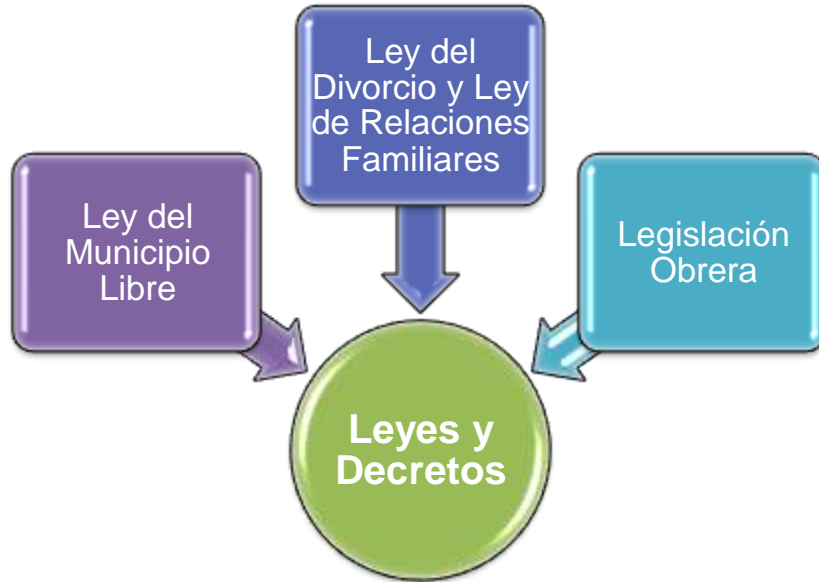 Ley del
Divorcio y Ley
de Relaciones
Familiares
Ley del
Municipio
Libre
Legislación
Obrera
Leyes y
Decretos